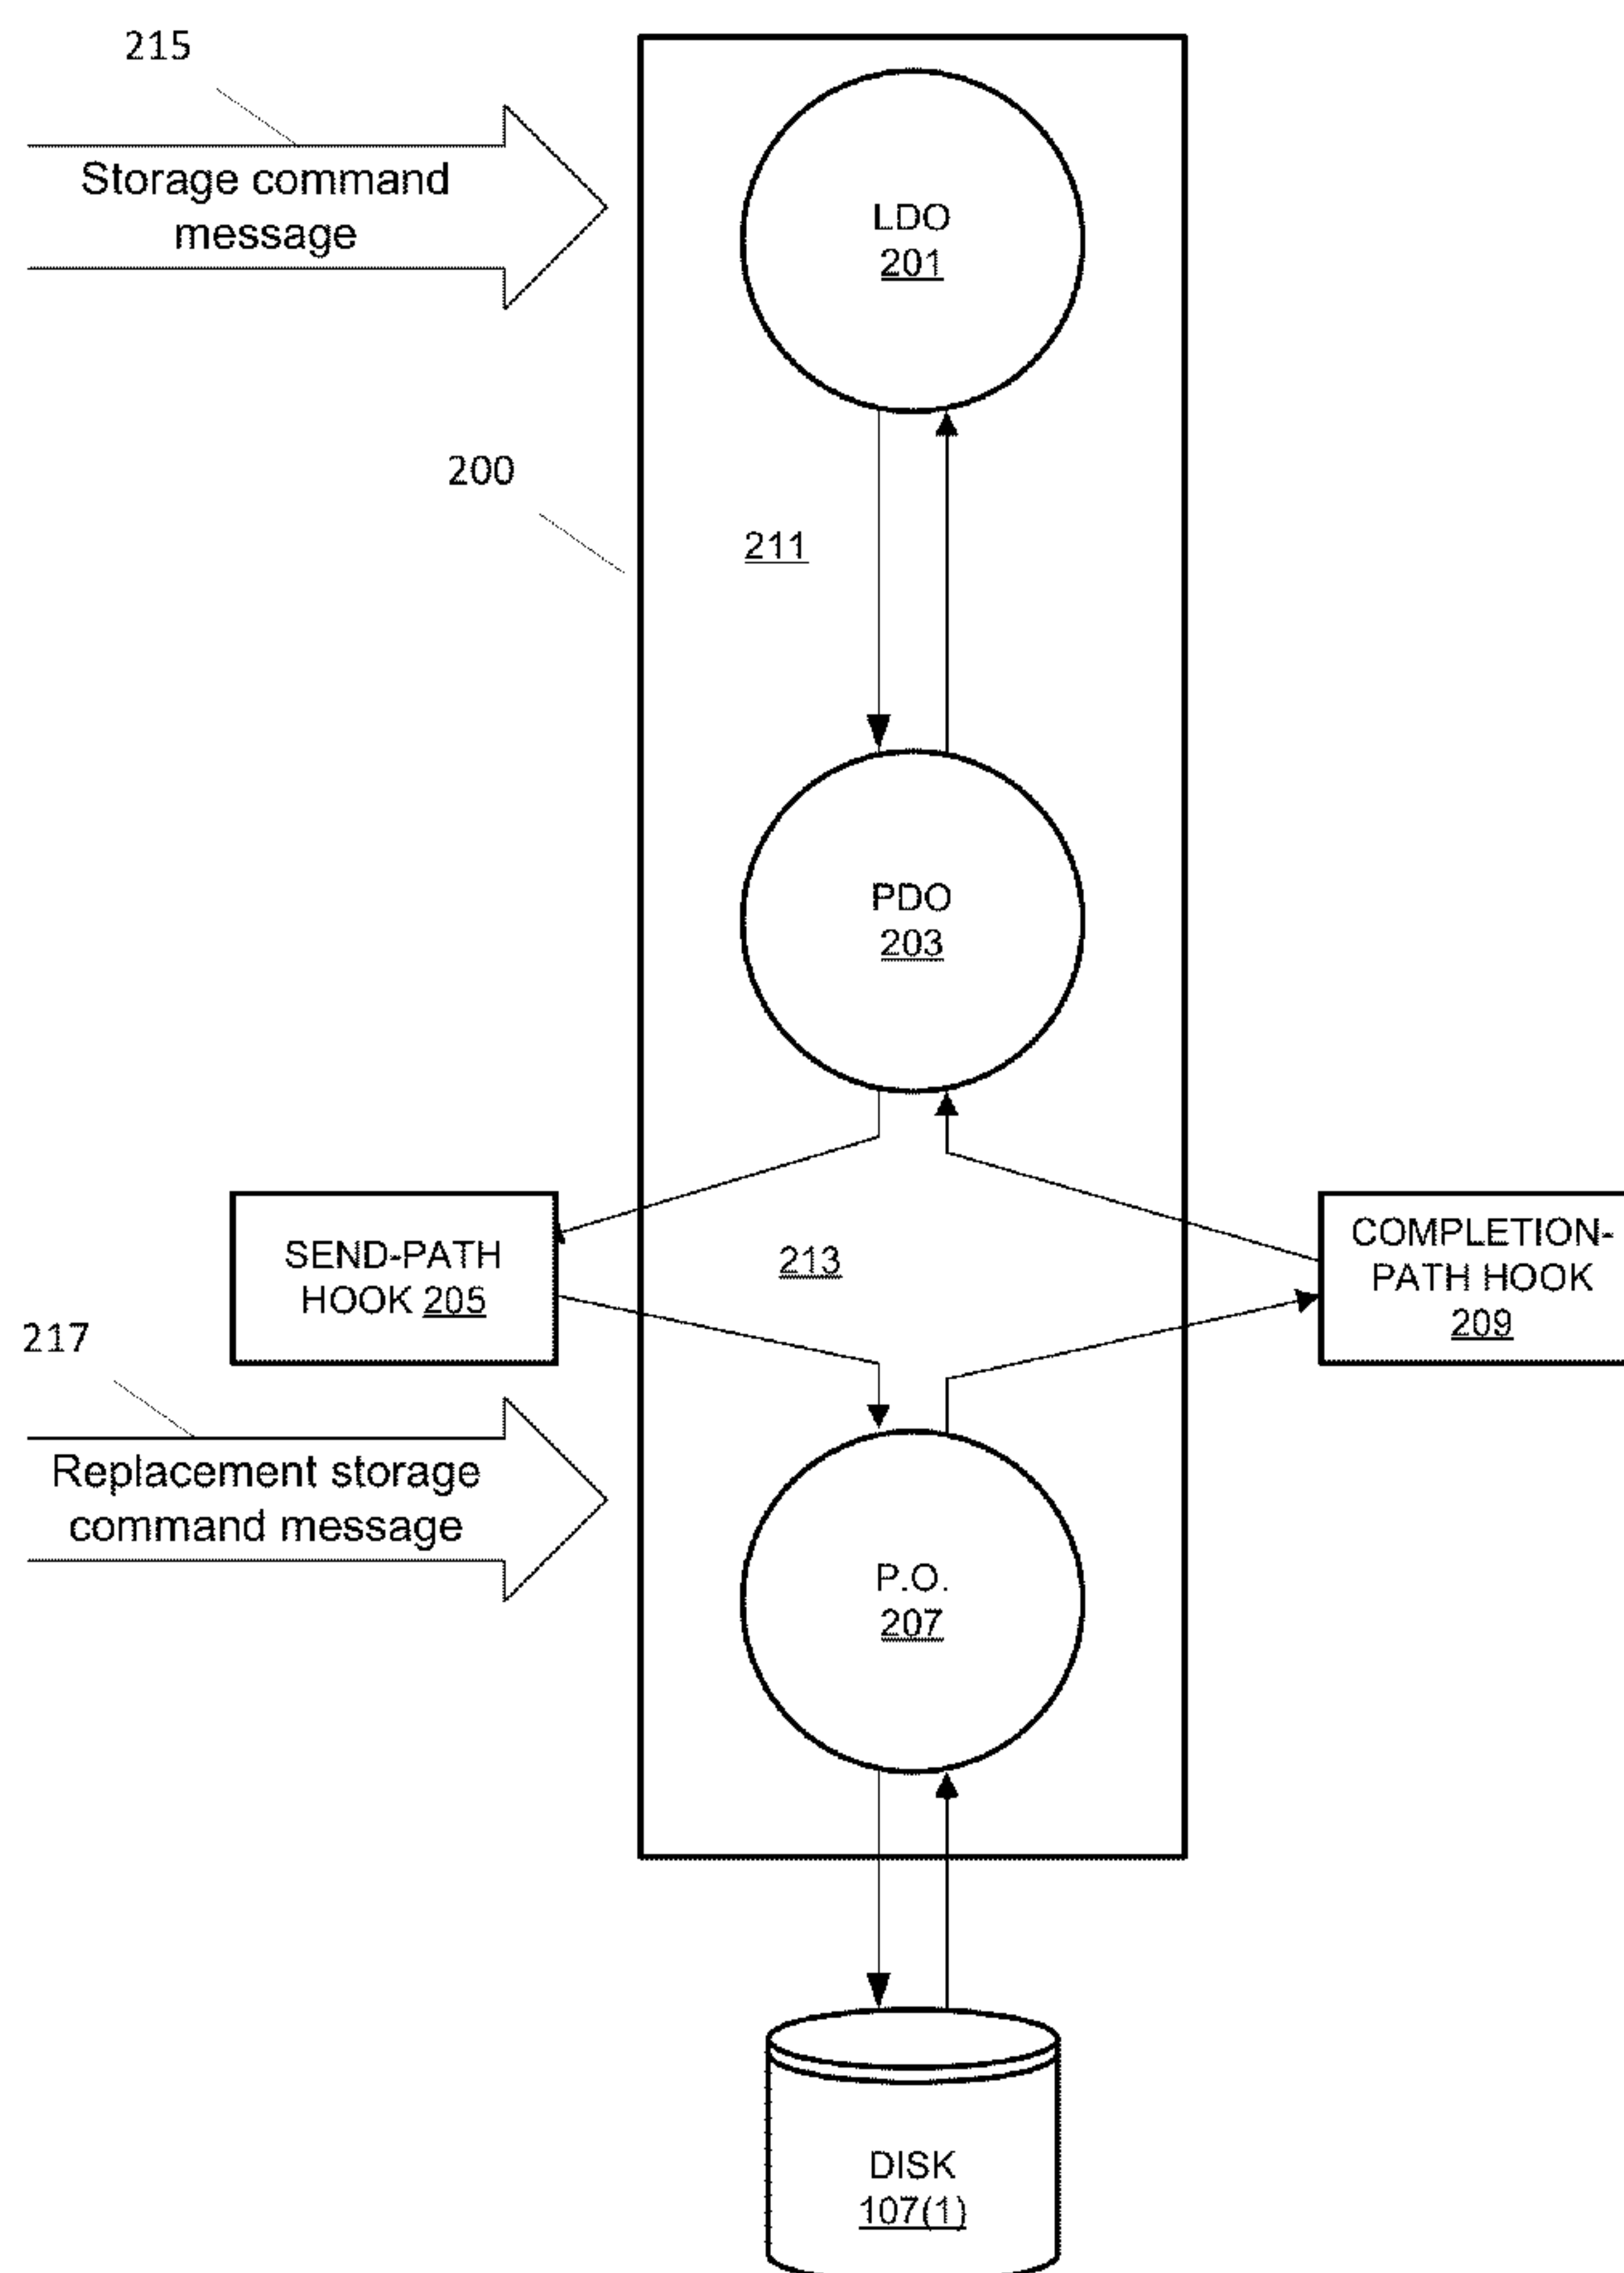 215
Storage command
message
LDO
201
200
211
PDO
203
SEND-PATH
HOOK 205
213
COMPLETION-
PATH HOOK
209
217
Replacement storage
command message
P.O.
207
DISK
107(1)